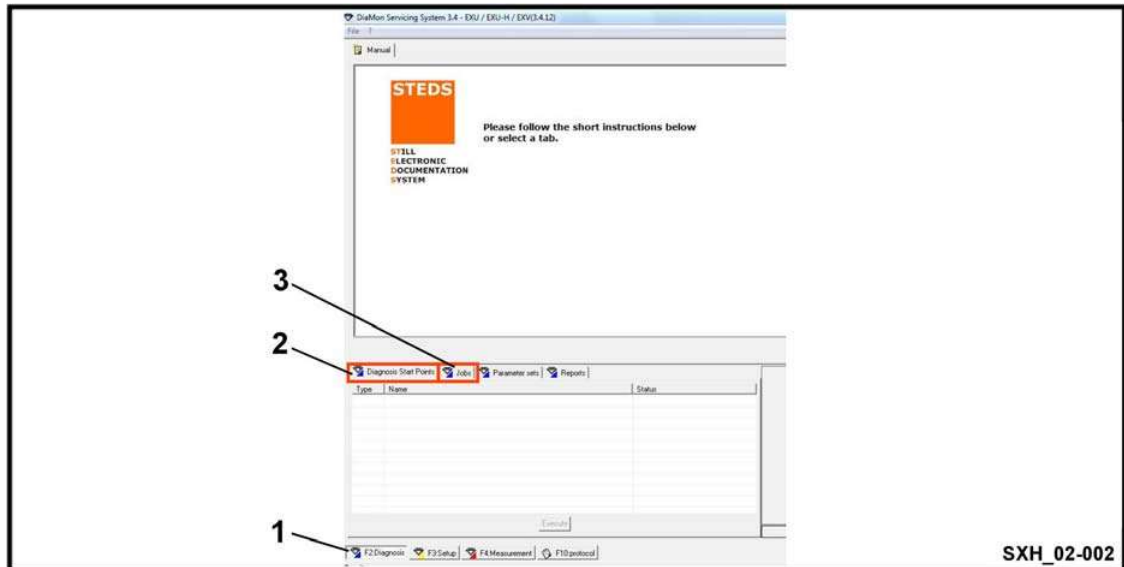 DiaMon Servicing System 3.4 - EXU / EXU-H / EXV(3.4.12)
File ?
Manual
STEDS
Please follow the short instructions below
or select a tab.
STILL
ELECTRONIC
DOCUMENTATION
SYSTEM
3
2
Diagnosis Start Points Jobs Parameter sets Reports
Type Name Status
Execute
1
F2:Diagnosis F3:Setup F4:Measurement F10:protocol
SXH_02-002